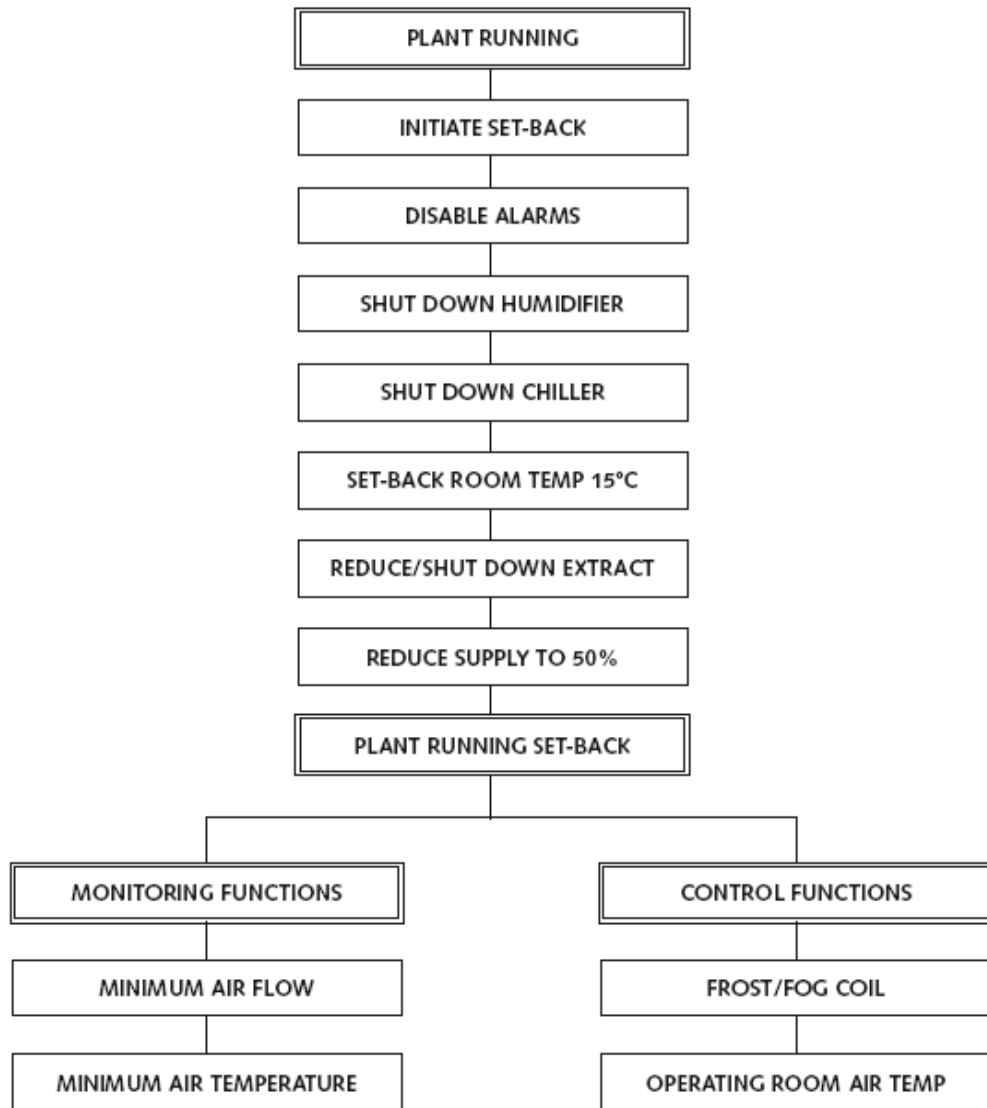 PLANT RUNNING
INITIATE SET-BACK
DISABLE ALARMS
SHUT DOWN HUMIDIFIER
SHUT DOWN CHILLER
SET-BACK ROOM TEMP 15°C
REDUCE/SHUT DOWN EXTRACT
REDUCE SUPPLY TO 50%
PLANT RUNNING SET-BACK
MONITORING FUNCTIONS
CONTROL FUNCTIONS
MINIMUM AIR FLOW
FROST/FOG COIL
MINIMUM AIR TEMPERATURE
OPERATING ROOM AIR TEMP